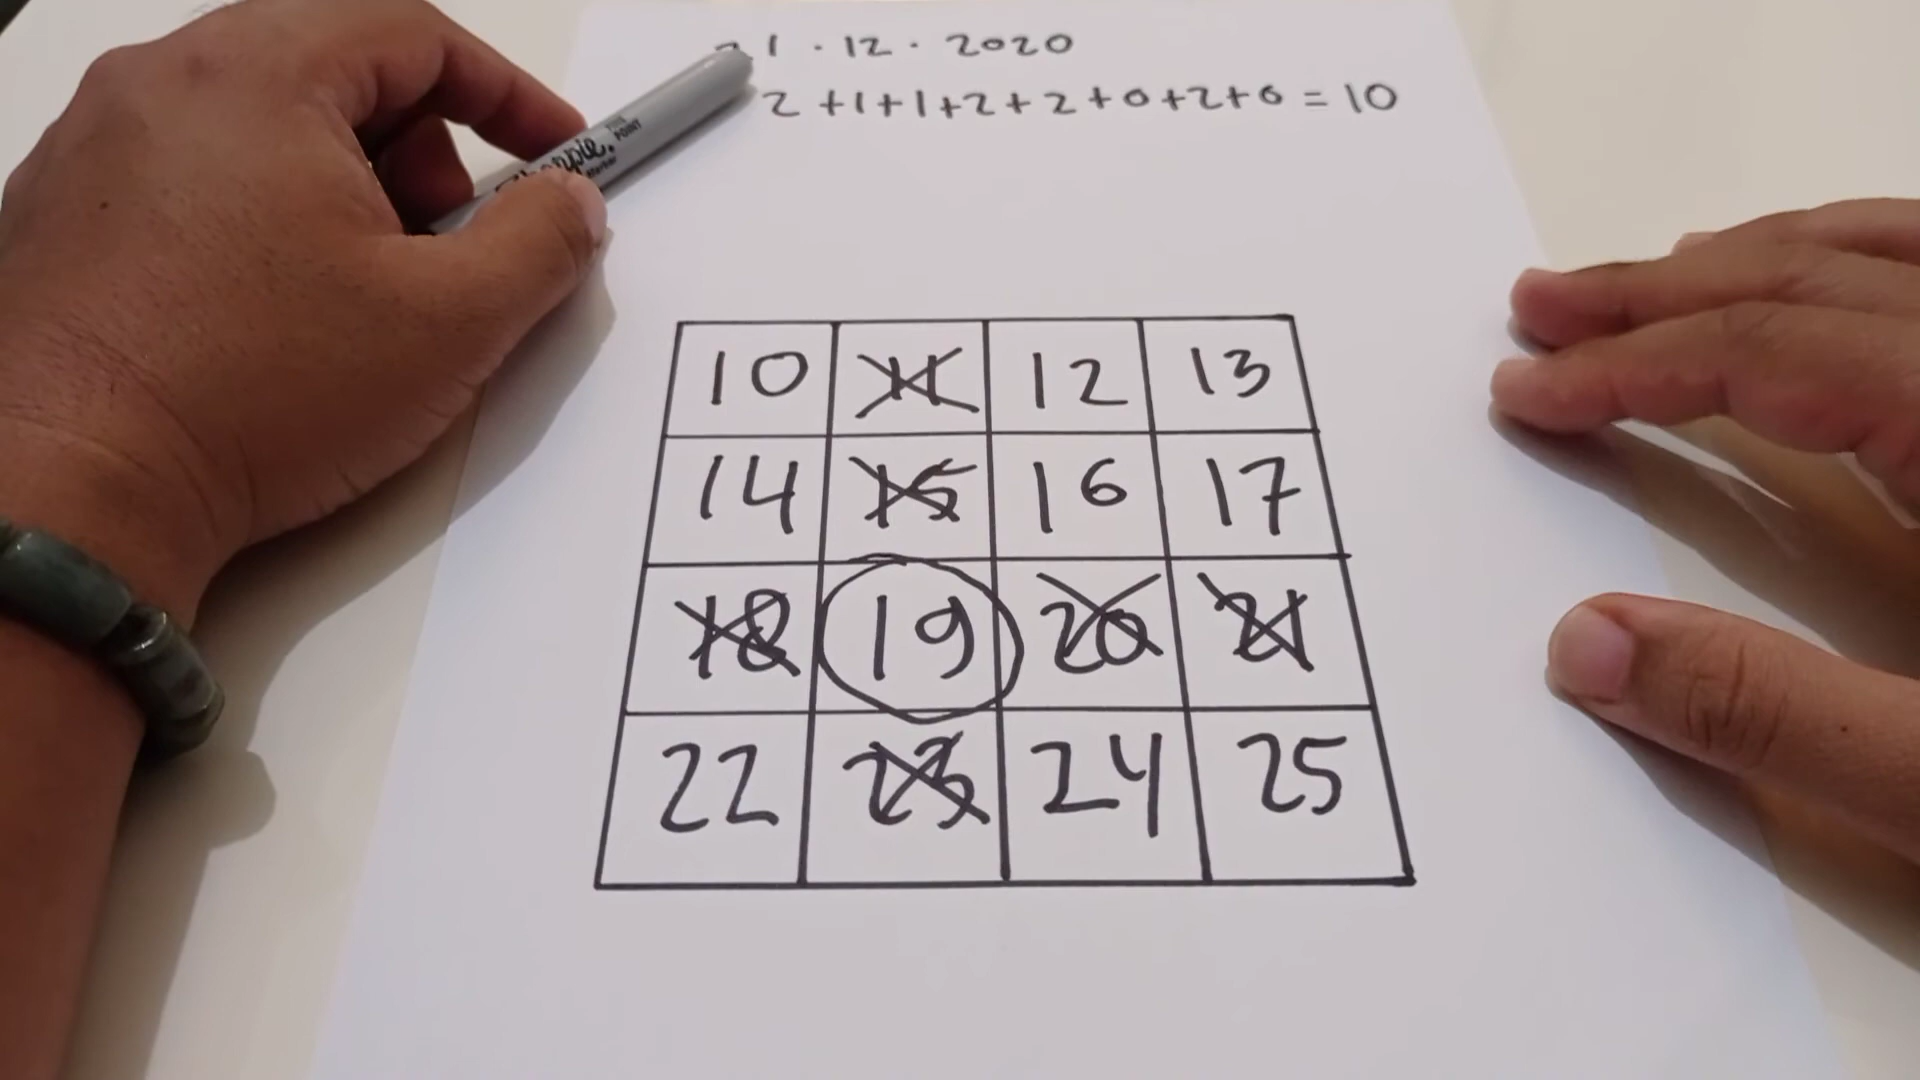 1 . 12 . 2020
2+1+1+2+2+0+2+0=10
Sharpie.
FINE POINT
Marker
10 11 12 13
14 15 16 17
18 19 20 21
22 23 24 25